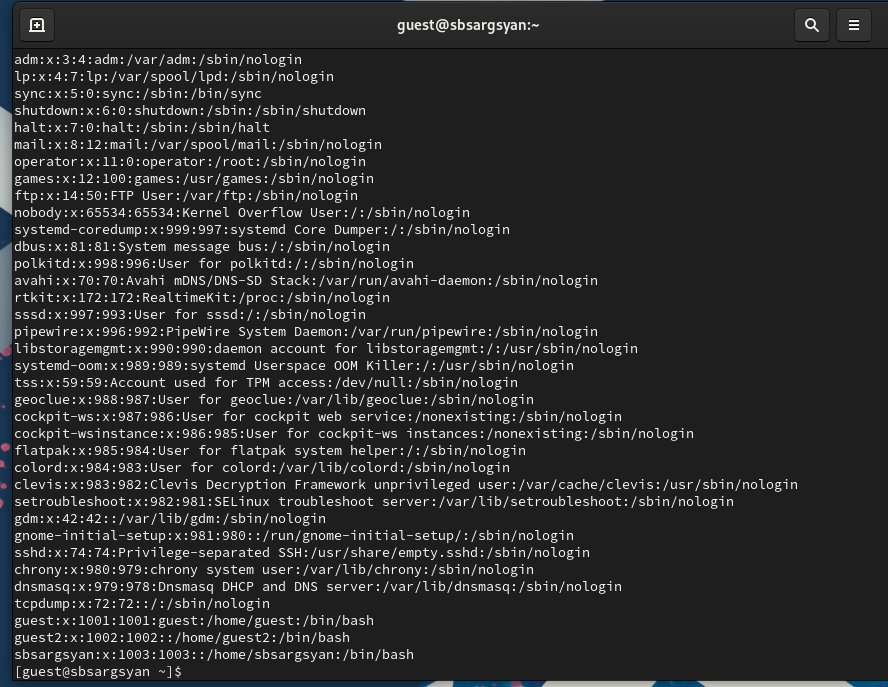 guest@sbsargsyan:~
adm:x:3:4:adm:/var/adm:/sbin/nologin
lp:x:4:7:lp:/var/spool/lpd:/sbin/nologin
sync:x:5:0:sync:/sbin:/bin/sync
shutdown:x:6:0:shutdown:/sbin:/sbin/shutdown
halt:x:7:0:halt:/sbin:/sbin/halt
mail:x:8:12:mail:/var/spool/mail:/sbin/nologin
operator:x:11:0:operator:/root:/sbin/nologin
games:x:12:100:games:/usr/games:/sbin/nologin
ftp:x:14:50:FTP User:/var/ftp:/sbin/nologin
nobody:x:65534:65534:Kernel Overflow User:/:/sbin/nologin
systemd-coredump:x:999:997:systemd Core Dumper:/:/sbin/nologin
dbus:x:81:81:System message bus:/:/sbin/nologin
polkitd:x:998:996:User for polkitd:/:/sbin/nologin
avahi:x:70:70:Avahi mDNS/DNS-SD Stack:/var/run/avahi-daemon:/sbin/nologin
rtkit:x:172:172:RealtimeKit:/proc:/sbin/nologin
sssd:x:997:993:User for sssd:/:/sbin/nologin
pipewire:x:996:992:PipeWire System Daemon:/var/run/pipewire:/sbin/nologin
libstoragemgmt:x:990:990:daemon account for libstoragemgmt:/:/usr/sbin/nologin
systemd-oom:x:989:989:systemd Userspace OOM Killer:/:/usr/sbin/nologin
tss:x:59:59:Account used for TPM access:/dev/null:/sbin/nologin
geoclue:x:988:987:User for geoclue:/var/lib/geoclue:/sbin/nologin
cockpit-ws:x:987:986:User for cockpit web service:/nonexisting:/sbin/nologin
cockpit-wsinstance:x:986:985:User for cockpit-ws instances:/nonexisting:/sbin/nologin
flatpak:x:985:984:User for flatpak system helper:/:/sbin/nologin
colord:x:984:983:User for colord:/var/lib/colord:/sbin/nologin
clevis:x:983:982:Clevis Decryption Framework unprivileged user:/var/cache/clevis:/usr/sbin/nologin
setroubleshoot:x:982:981:SELinux troubleshoot server:/var/lib/setroubleshoot:/sbin/nologin
gdm:x:42:42::/var/lib/gdm:/sbin/nologin
gnome-initial-setup:x:981:980::/run/gnome-initial-setup/:/sbin/nologin
sshd:x:74:74:Privilege-separated SSH:/usr/share/empty.sshd:/sbin/nologin
chrony:x:980:979:chrony system user:/var/lib/chrony:/sbin/nologin
dnsmasq:x:979:978:Dnsmasq DHCP and DNS server:/var/lib/dnsmasq:/sbin/nologin
tcpdump:x:72:72::/:/sbin/nologin
guest:x:1001:1001:guest:/home/guest:/bin/bash
guest2:x:1002:1002::/home/guest2:/bin/bash
sbsargsyan:x:1003:1003::/home/sbsargsyan:/bin/bash
[guest@sbsargsyan ~]$